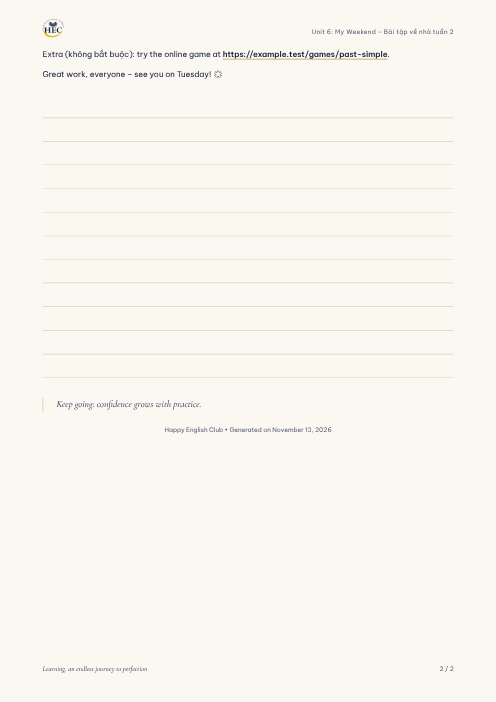 HEC
Unit 6: My Weekend – Bài tập về nhà tuần 2
Extra (không bắt buộc): try the online game at https://example.test/games/past-simple.
Great work, everyone – see you on Tuesday!
Keep going: confidence grows with practice.
Happy English Club • Generated on November 13, 2026
Learning, an endless journey to perfection
2 / 2